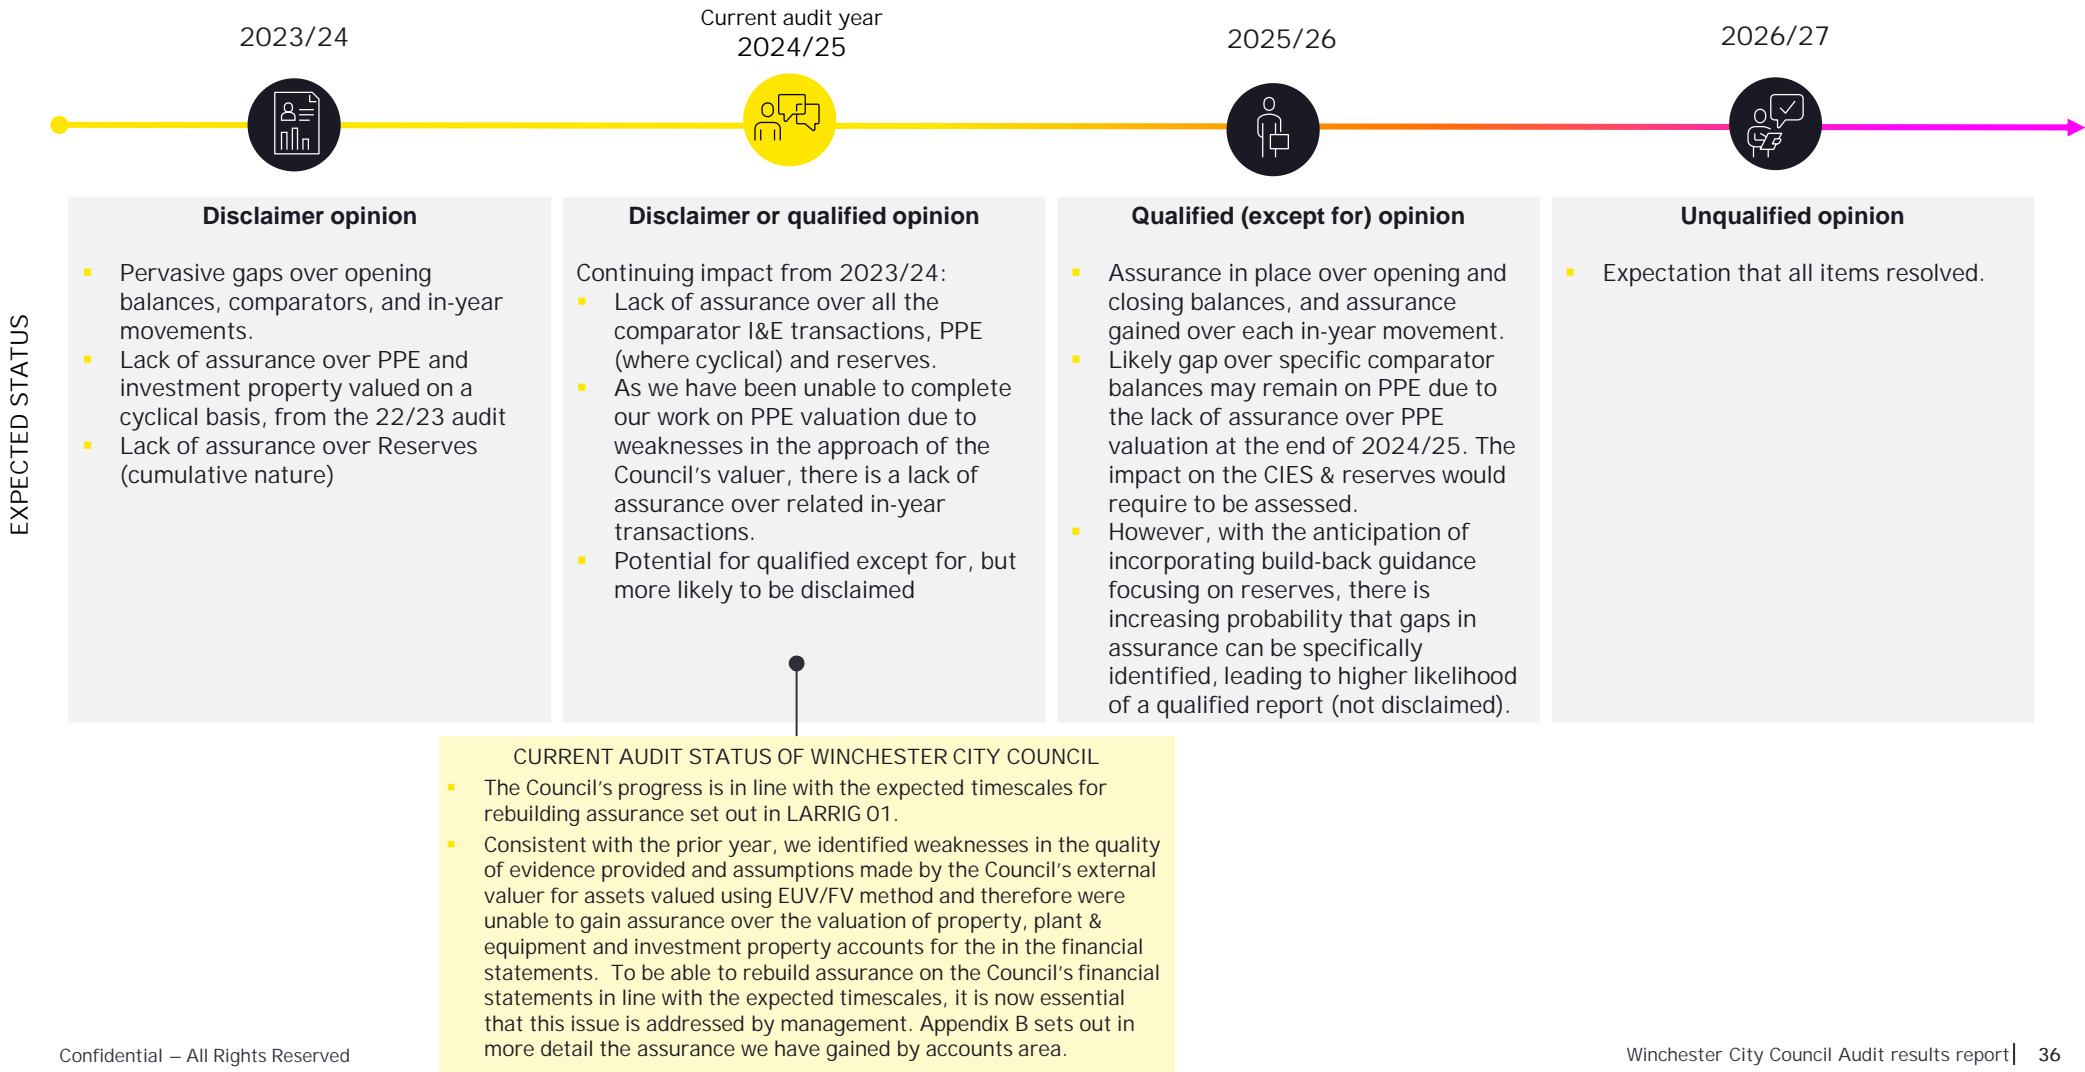 2023/24
Current audit year
2024/25
2025/26
2026/27
EXPECTED STATUS
Disclaimer opinion
Pervasive gaps over opening
balances, comparators, and in-year
movements.
Lack of assurance over PPE and
investment property valued on a
cyclical basis, from the 22/23 audit
Lack of assurance over Reserves
(cumulative nature)
Disclaimer or qualified opinion
Continuing impact from 2023/24:
Lack of assurance over all the
comparator I&E transactions, PPE
(where cyclical) and reserves.
As we have been unable to complete
our work on PPE valuation due to
weaknesses in the approach of the
Council's valuer, there is a lack of
assurance over related in-year
transactions.
Potential for qualified except for, but
more likely to be disclaimed
Qualified (except for) opinion
Assurance in place over opening and
closing balances, and assurance
gained over each in-year movement.
Likely gap over specific comparator
balances may remain on PPE due to
the lack of assurance over PPE
valuation at the end of 2024/25. The
impact on the CIES & reserves would
require to be assessed.
However, with the anticipation of
incorporating build-back guidance
focusing on reserves, there is
increasing probability that gaps in
assurance can be specifically
identified, leading to higher likelihood
of a qualified report (not disclaimed).
Unqualified opinion
Expectation that all items resolved.
CURRENT AUDIT STATUS OF WINCHESTER CITY COUNCIL
The Council's progress is in line with the expected timescales for
rebuilding assurance set out in LARRIG 01.
Consistent with the prior year, we identified weaknesses in the quality
of evidence provided and assumptions made by the Council's external
valuer for assets valued using EUV/FV method and therefore were
unable to gain assurance over the valuation of property, plant &
equipment and investment property accounts for the in the financial
statements.  To be able to rebuild assurance on the Council's financial
statements in line with the expected timescales, it is now essential
that this issue is addressed by management. Appendix B sets out in
more detail the assurance we have gained by accounts area.
Confidential – All Rights Reserved
Winchester City Council Audit results report 36